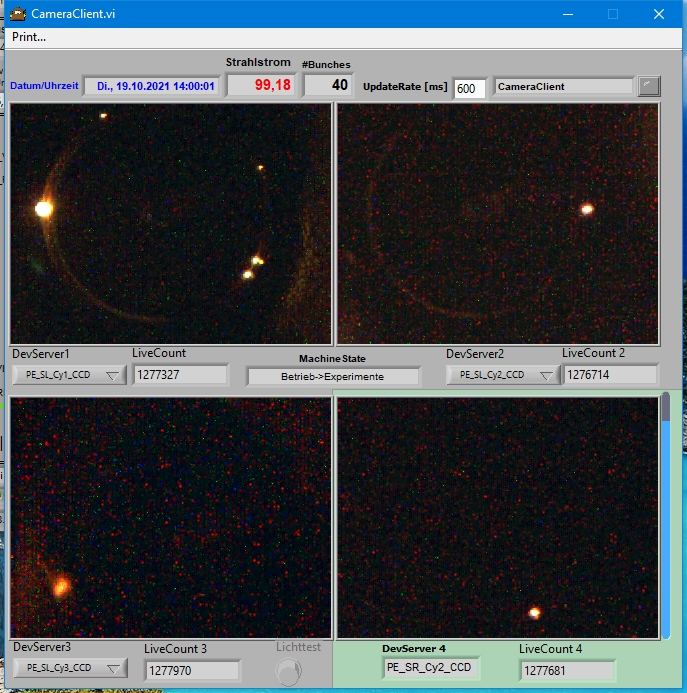 CameraClient.vi
Print...
Strahlstrom
#Bunches
Datum/Uhrzeit
Di., 19.10.2021 14:00:01
99,18
40
UpdateRate [ms]
600
CameraClient
DevServer1
LiveCount
PE_SL_Cy1_CCD
1277327
MachineState
Betrieb->Experimente
DevServer2
LiveCount 2
PE_SL_Cy2_CCD
1276714
DevServer3
LiveCount 3
Lichttest
PE_SL_Cy3_CCD
1277970
DevServer 4
LiveCount 4
PE_SR_Cy2_CCD
1277681